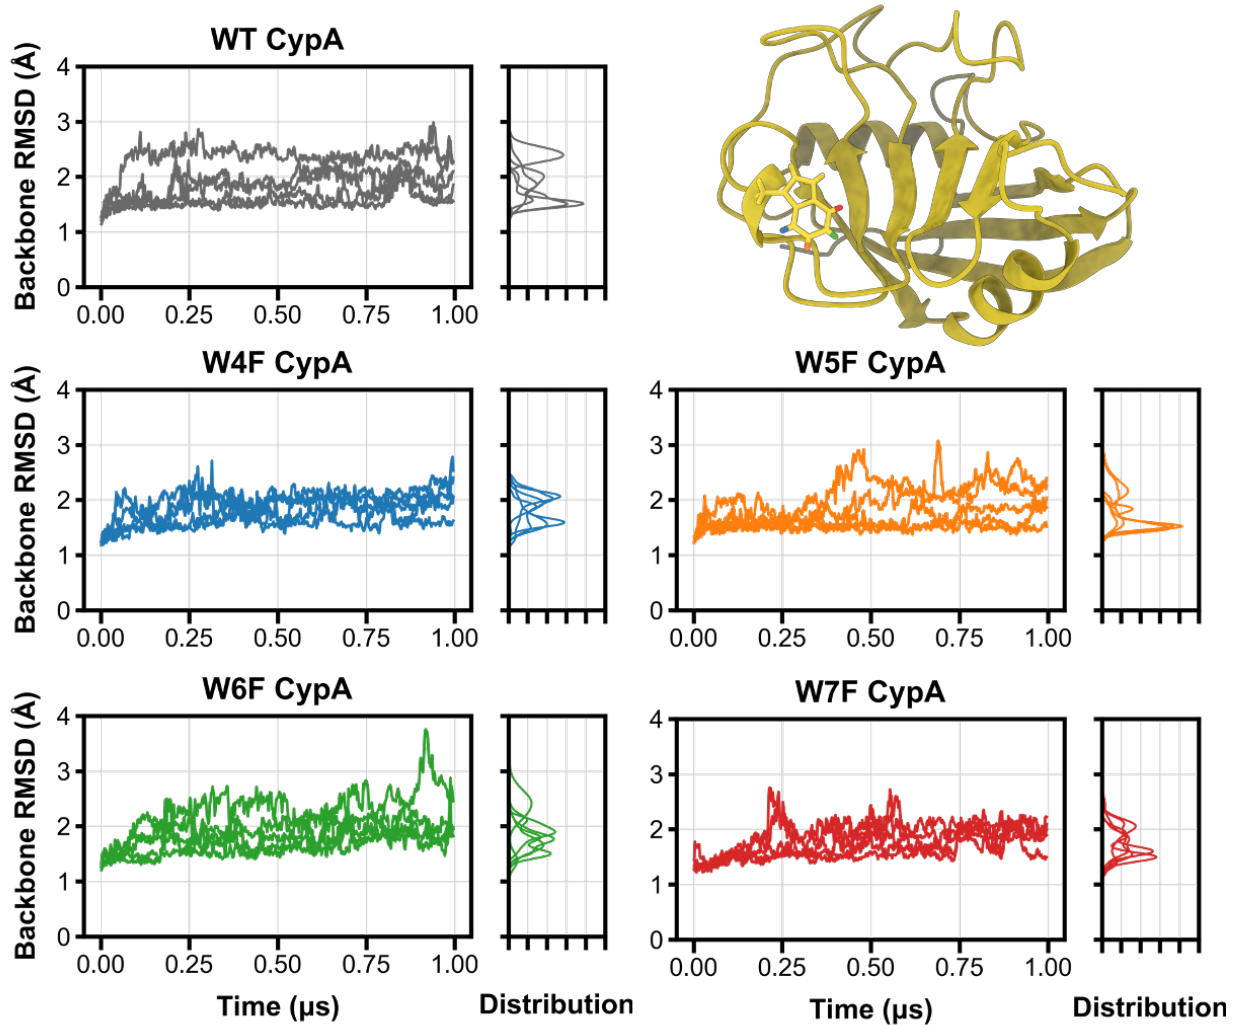 WT CypA
Backbone RMSD (Å)
4
3
2
1
0
0.00 0.25 0.50 0.75 1.00
W4F CypA
Backbone RMSD (Å)
4
3
2
1
0
0.00 0.25 0.50 0.75 1.00
W5F CypA
4
3
2
1
0
0.00 0.25 0.50 0.75 1.00
W6F CypA
Backbone RMSD (Å)
4
3
2
1
0
0.00 0.25 0.50 0.75 1.00
Time (µs)
Distribution
W7F CypA
4
3
2
1
0
0.00 0.25 0.50 0.75 1.00
Time (µs)
Distribution